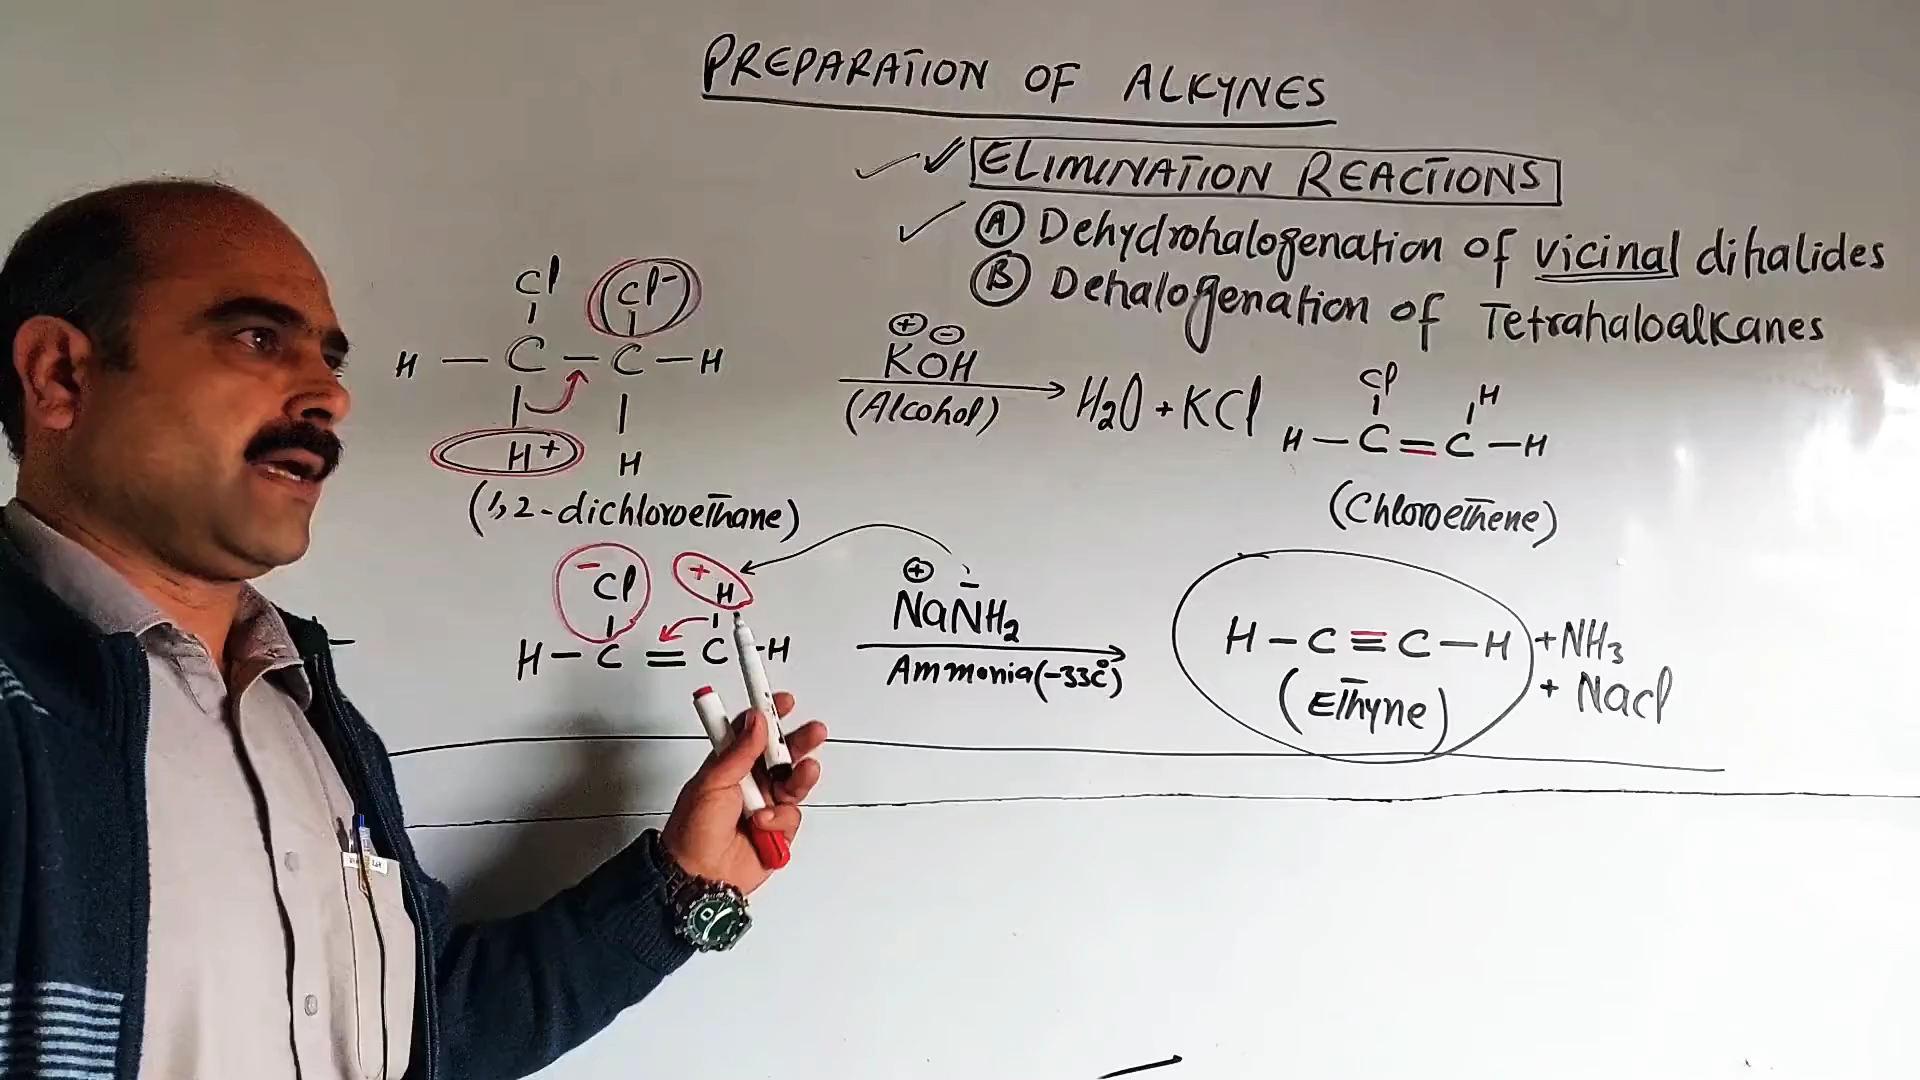 PREPARATION OF ALKYNES
ELIMINATION REACTIONS
(A) Dehydrohalogenation of vicinal dihalides
(B) Dehalogenation of Tetrahaloalkanes
Cl Cl-
H — C — C — H
H+ H
(1,2-dichloroethane)
⊕ ⊖
KOH
(Alcohol)
H2O + KCl
Cl H
H — C = C — H
(Chloroethene)
- Cl + H
H — C = C - H
⊕ -
NaNH2
Ammonia (-33°C)
H — C ≡ C — H + NH3
(Ethyne) + NaCl